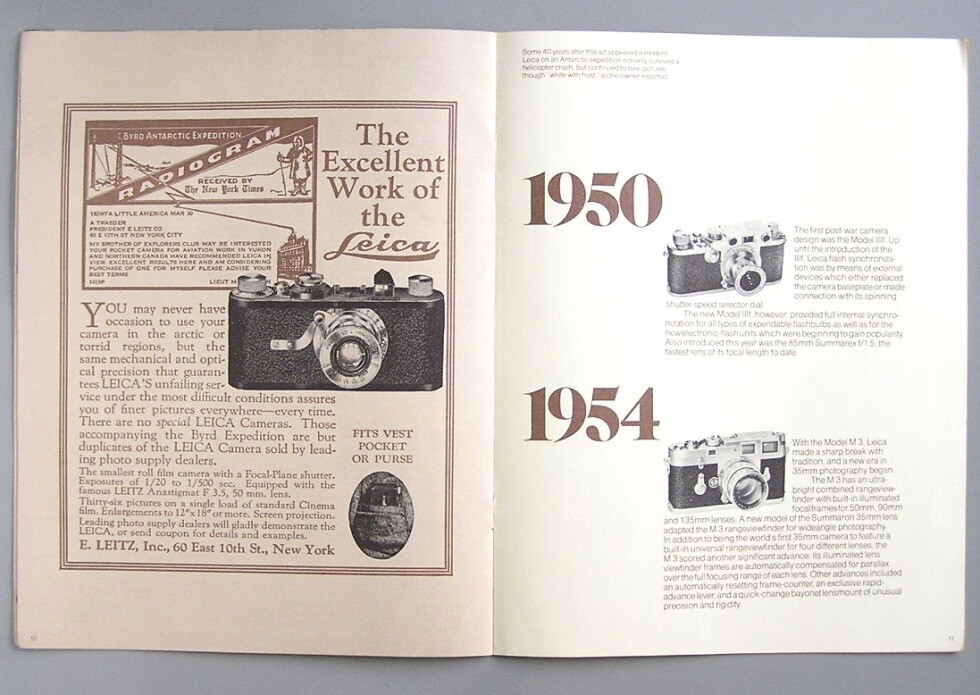 BYRD ANTARCTIC EXPEDITION
RADIOGRAM
RECEIVED BY
The New York Times
LITTLE AMERICA MAR 30
A TRAEGER
PRESIDENT E LEITZ CO
60 E 10TH ST NEW YORK CITY
MY BROTHER OF EXPLORERS CLUB MAY BE INTERESTED
YOUR POCKET CAMERA FOR AVIATION WORK IN YUKON
AND NORTHERN CANADA HAVE RECOMMENDED LEICA IN
VIEW EXCELLENT RESULTS HERE AND AM CONSIDERING
PURCHASE OF ONE FOR MYSELF PLEASE ADVISE YOUR
BEST TERMS
LIEUT M
The
Excellent
Work of
the
Leica
YOU may never have
occasion to use your
camera in the arctic or
torrid regions, but the
same mechanical and opti-
cal precision that guaran-
tees LEICA'S unfailing ser-
vice under the most difficult conditions assures
you of finer pictures everywhere—every time.
There are no special LEICA Cameras. Those
accompanying the Byrd Expedition are but
duplicates of the LEICA Camera sold by lead-
ing photo supply dealers.
The smallest roll film camera with a Focal-Plane shutter.
Exposures of 1/20 to 1/500 sec. Equipped with the
famous LEITZ Anastigmat F 3.5, 50 mm. lens.
Thirty-six pictures on a single load of standard Cinema
film. Enlargements to 12"x18" or more. Screen projection.
Leading photo supply dealers will gladly demonstrate the
LEICA, or send coupon for details and examples.
E. LEITZ, Inc., 60 East 10th St., New York
FITS VEST
POCKET
OR PURSE
10
Some 40 years after this ad appeared a modern
Leica on an Antarctic expedition not only survived a
helicopter crash, but continued to take pictures,
though "white with frost," as the owner reported.
1950
The first post-war camera
design was the Model IIIf. Up
until the introduction of the
IIIf, Leica flash synchroniza-
tion was by means of external
devices which either replaced
the camera baseplate or made
connection with its spinning
shutter-speed selector dial.
The new Model IIIf, however, provided full internal synchro-
nization for all types of expendable flashbulbs as well as for the
new electronic-flash units which were beginning to gain popularity.
Also introduced this year was the 85mm Summarex f/1.5, the
fastest lens of its focal length to date.
1954
With the Model M 3, Leica
made a sharp break with
tradition, and a new era in
35mm photography began.
The M 3 has an ultra-
bright combined rangeview-
finder with built-in illuminated
focal frames for 50mm, 90mm
and 135mm lenses. A new model of the Summaron 35mm lens
adapted the M 3 rangeviewfinder for wideangle photography.
In addition to being the world's first 35mm camera to feature a
built-in universal rangeviewfinder for four different lenses, the
M 3 scored another significant advance: Its illuminated lens
viewfinder frames are automatically compensated for parallax
over the full focusing range of each lens. Other advances included
an automatically resetting frame-counter, an exclusive rapid-
advance lever, and a quick-change bayonet lensmount of unusual
precision and rigidity.
11